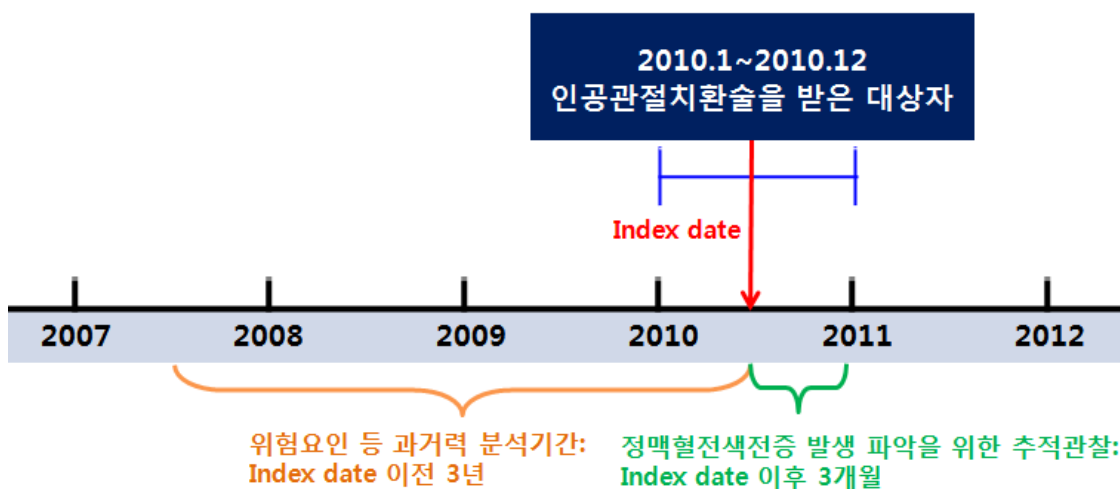 2010.1~2010.12
인공관절치환술을 받은 대상자
Index date
2007
2008
2009
2010
2011
2012
위험요인 등 과거력 분석기간:
Index date 이전 3년
정맥혈전색전증 발생 파악을 위한 추적관찰:
Index date 이후 3개월